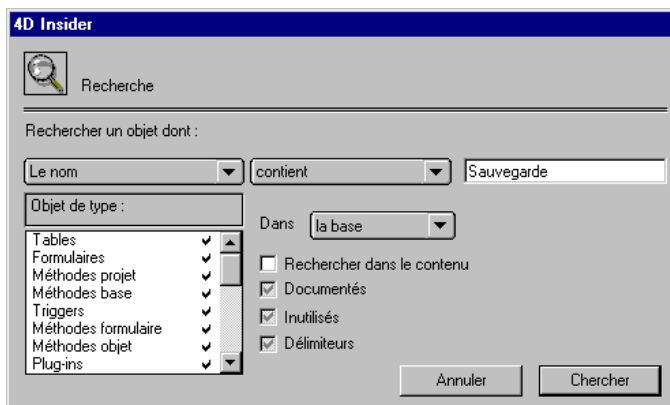 4D Insider
Recherche
Rechercher un objet dont :
Le nom contient Sauvegarde
Objet de type :
Dans la base
Tables
Formulaires
Méthodes projet
Méthodes base
Triggers
Méthodes formulaire
Méthodes objet
Plug-ins
Rechercher dans le contenu
Documentés
Inutilisés
Délimiteurs
Annuler Chercher